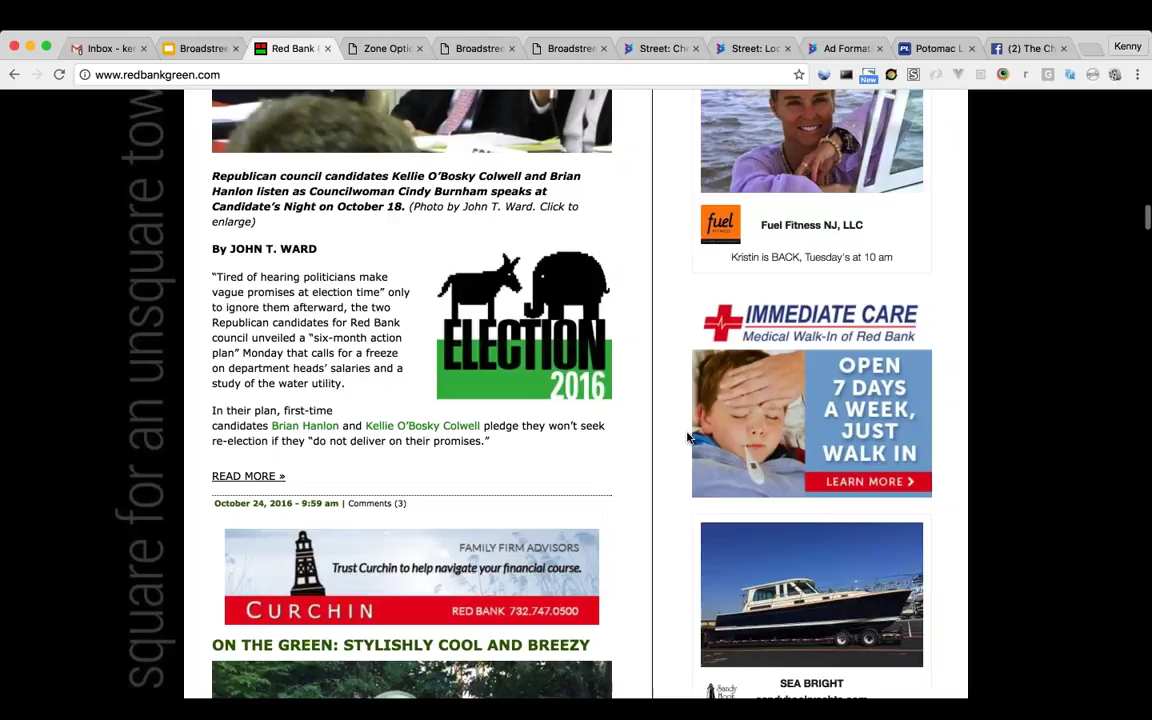 Inbox - ker
Broadstree
Red Bank
Zone Optic
Broadstree
Broadstree
Street: Ch
Street: Loc
Ad Format
Potomac L
(2) The Ch
Kenny
www.redbankgreen.com
New
square for an unsquare tow
Republican council candidates Kellie O'Bosky Colwell and Brian
Hanlon listen as Councilwoman Cindy Burnham speaks at
Candidate's Night on October 18. (Photo by John T. Ward. Click to
enlarge)
By JOHN T. WARD
“Tired of hearing politicians make
vague promises at election time” only
to ignore them afterward, the two
Republican candidates for Red Bank
council unveiled a “six-month action
plan” Monday that calls for a freeze
on department heads’ salaries and a
study of the water utility.
ELECTION
2016
In their plan, first-time
candidates Brian Hanlon and Kellie O’Bosky Colwell pledge they won’t seek
re-election if they “do not deliver on their promises.”
READ MORE »
October 24, 2016 - 9:59 am | Comments (3)
FAMILY FIRM ADVISORS
Trust Curchin to help navigate your financial course.
CURCHIN
RED BANK 732.747.0500
ON THE GREEN: STYLISHLY COOL AND BREEZY
fuel
FITNESS
Fuel Fitness NJ, LLC
Kristin is BACK, Tuesday's at 10 am
IMMEDIATE CARE
Medical Walk-In of Red Bank
OPEN
7 DAYS
A WEEK,
JUST
WALK IN
LEARN MORE
SEA BRIGHT
Sandy